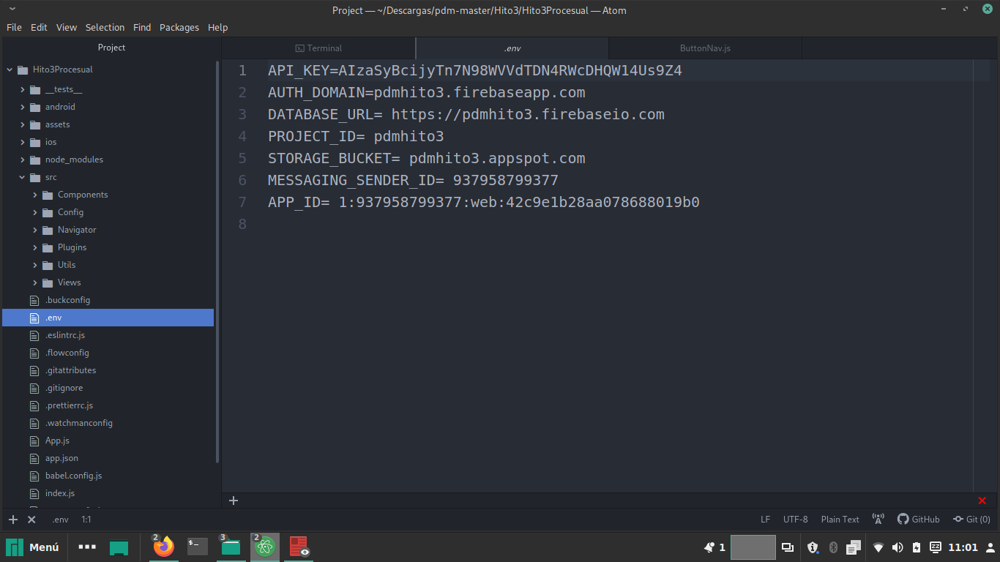 Project — ~/Descargas/pdm-master/Hito3/Hito3Procesual — Atom
File Edit View Selection Find Packages Help
Project
Terminal
.env
ButtonNav.js
Hito3Procesual
__tests__
android
assets
ios
node_modules
src
Components
Config
Navigator
Plugins
Utils
Views
.buckconfig
.env
.eslintrc.js
.flowconfig
.gitattributes
.gitignore
.prettierrc.js
.watchmanconfig
App.js
app.json
babel.config.js
index.js
1 API_KEY=AIzaSyBcijyTn7N98WVVdTDN4RWcDHQW14Us9Z4
2 AUTH_DOMAIN=pdmhito3.firebaseapp.com
3 DATABASE_URL= https://pdmhito3.firebaseio.com
4 PROJECT_ID= pdmhito3
5 STORAGE_BUCKET= pdmhito3.appspot.com
6 MESSAGING_SENDER_ID= 937958799377
7 APP_ID= 1:937958799377:web:42c9e1b28aa078688019b0
8
.env 1:1 LF UTF-8 Plain Text GitHub Git (0)
Menú 2 3 2 1 11:01